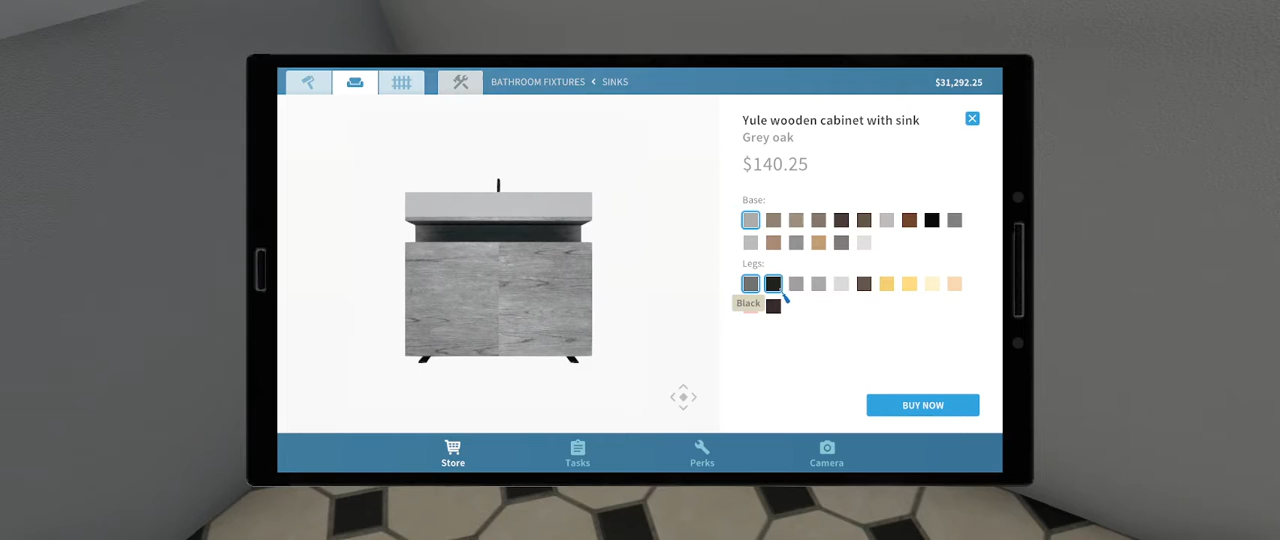 BATHROOM FIXTURES < SINKS
$31,292.25
Yule wooden cabinet with sink
Grey oak
$140.25
Base:
Legs:
Black
BUY NOW
Store
Tasks
Perks
Camera